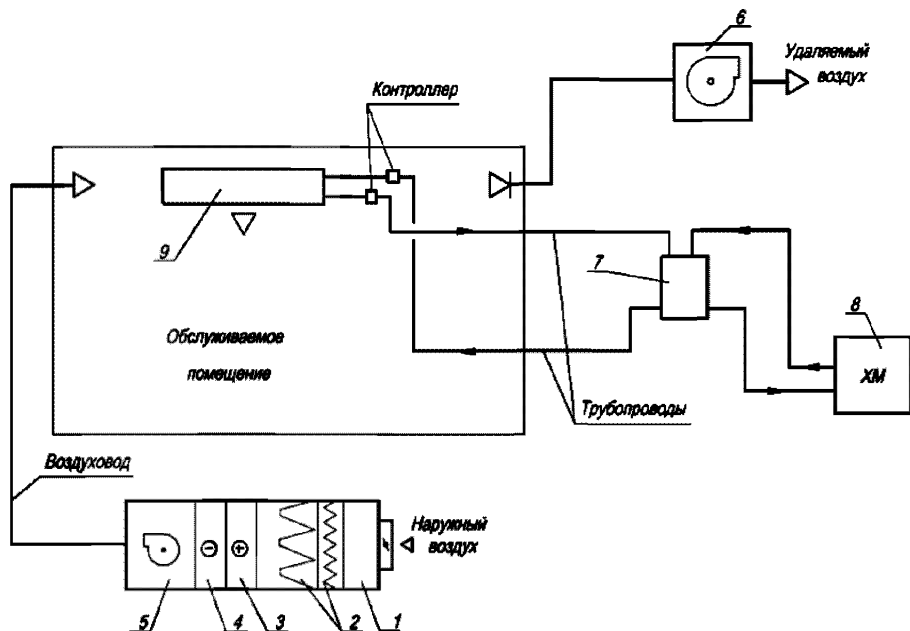 6
Удаляемый
воздух
Контроллер
9
7
8
ХМ
Обслуживаемое
помещение
Трубопроводы
Воздуховод
Наружный
воздух
5 4 3 2 1